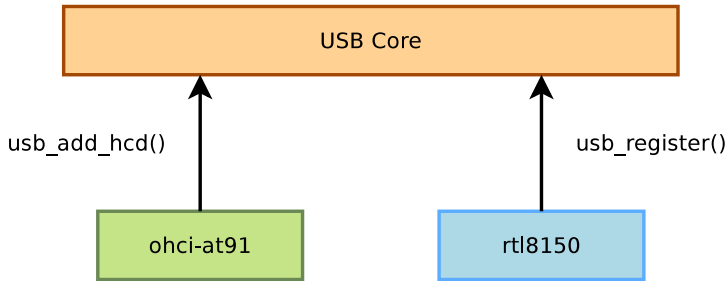 USB Core
usb_add_hcd()
usb_register()
ohci-at91
rtl8150